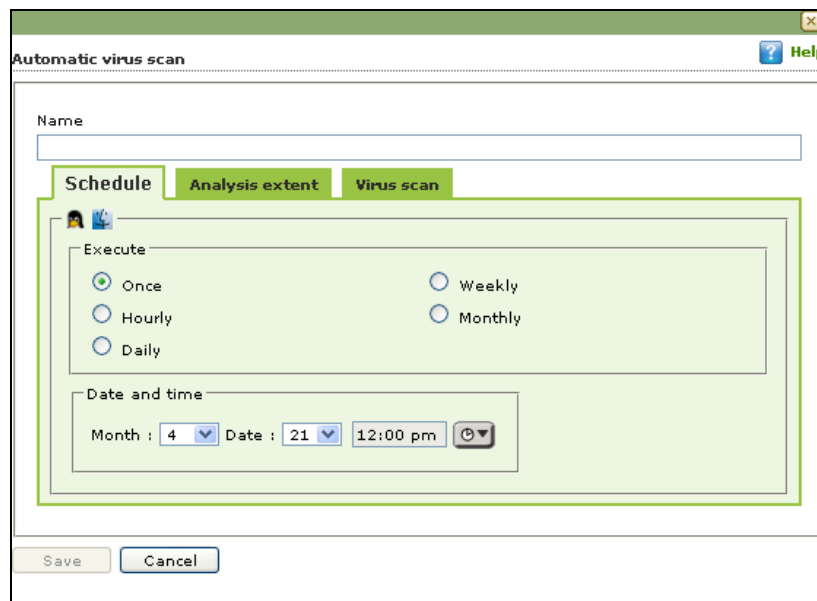 Automatic virus scan
? Help
Name
Schedule Analysis extent Virus scan
Execute
Once Weekly
Hourly Monthly
Daily
Date and time
Month : 4 Date : 21 12:00 pm
Save Cancel